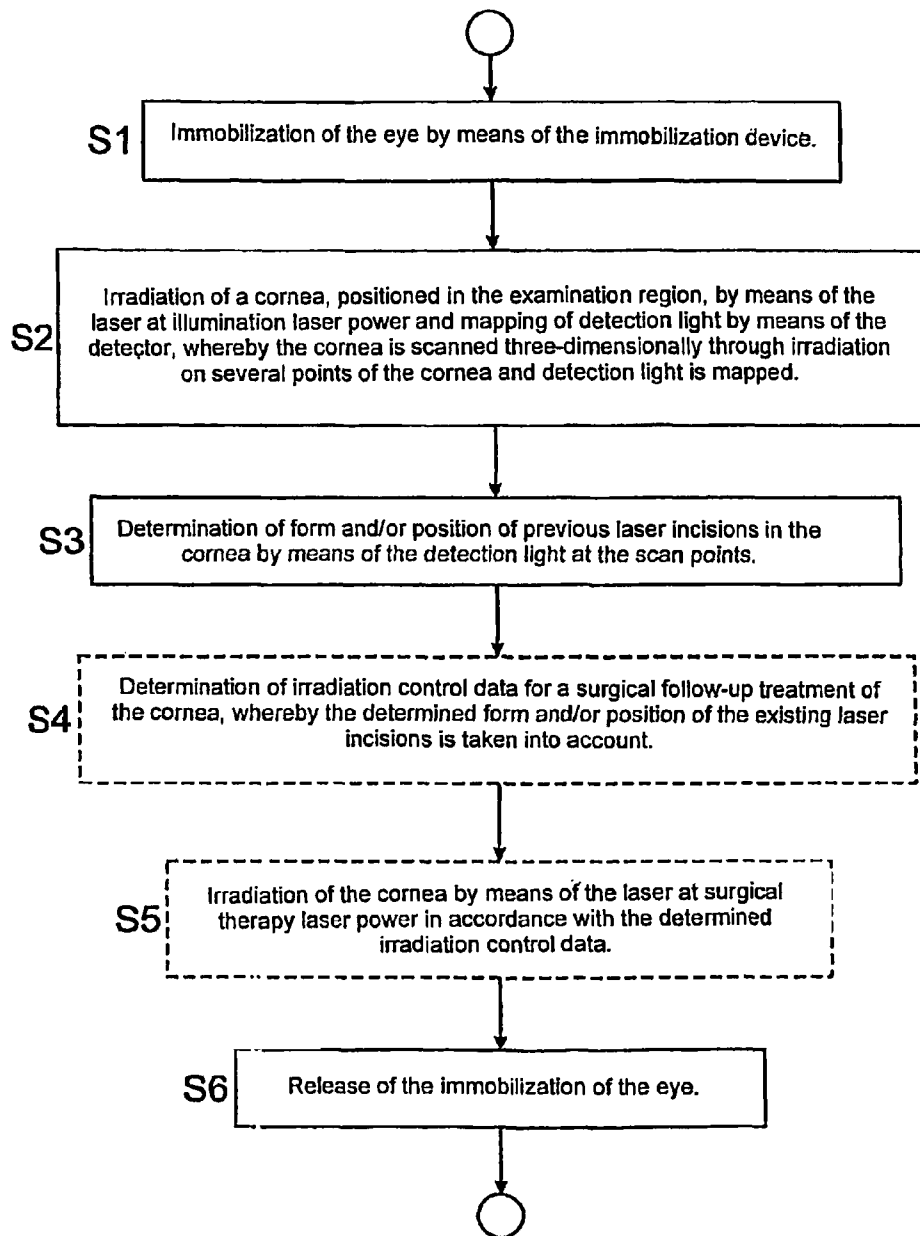 S1
Immobilization of the eye by means of the immobilization device.
S2
Irradiation of a cornea, positioned in the examination region, by means of the
laser at illumination laser power and mapping of detection light by means of the
detector, whereby the cornea is scanned three-dimensionally through irradiation
on several points of the cornea and detection light is mapped.
S3
Determination of form and/or position of previous laser incisions in the
cornea by means of the detection light at the scan points.
S4
Determination of irradiation control data for a surgical follow-up treatment of
the cornea, whereby the determined form and/or position of the existing laser
incisions is taken into account.
S5
Irradiation of the cornea by means of the laser at surgical
therapy laser power in accordance with the determined
irradiation control data.
S6
Release of the immobilization of the eye.